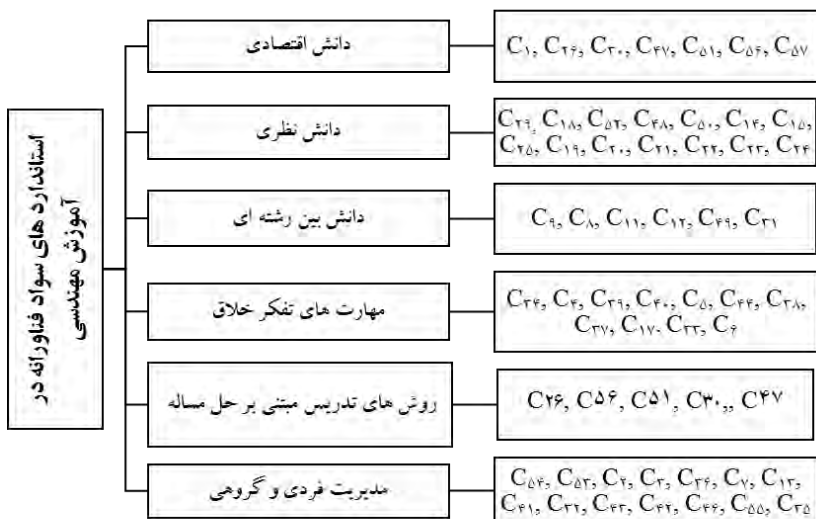 استاندارد های سواد فناورانه در
آموزش مهندسی
دانش اقتصادی
C۱, C۲۶, C۳۰, C۴۷, C۵۱, C۵۶, C۵۷
دانش نظری
C۲۹, C۱۸, C۵۲, C۴۸, C۵۰, C۱۴, C۱۵,
C۲۵, C۱۹, C۲۰, C۲۱, C۲۲, C۲۳, C۲۴
دانش بین رشته ای
C۹, C۸, C۱۱, C۱۲, C۴۹, C۳۱
مهارت های تفکر خلاق
C۳۴, C۴, C۳۹, C۴۰, C۵, C۴۴, C۳۸,
C۳۷, C۱۷, C۳۳, C۶
روش های تدریس مبتنی بر حل مساله
C۲۶, C۵۶, C۵۱, C۳۰,, C۴۷
مدیریت فردی و گروهی
C۵۴, C۵۳, C۲, C۳, C۳۶, C۷, C۱۳,
C۴۱, C۳۲, C۴۳, C۴۲, C۴۶, C۵۵, C۳۵